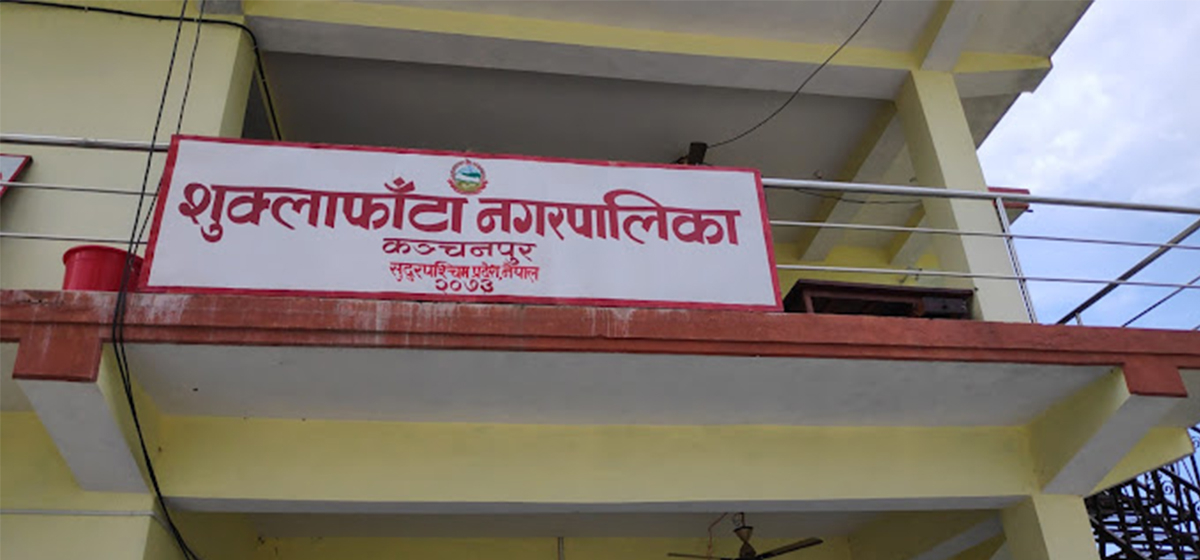 शुक्लाफाँटा नगरपालिका
कञ्चनपुर
सुदुरपश्चिम प्रदेश, नेपाल
२०७३